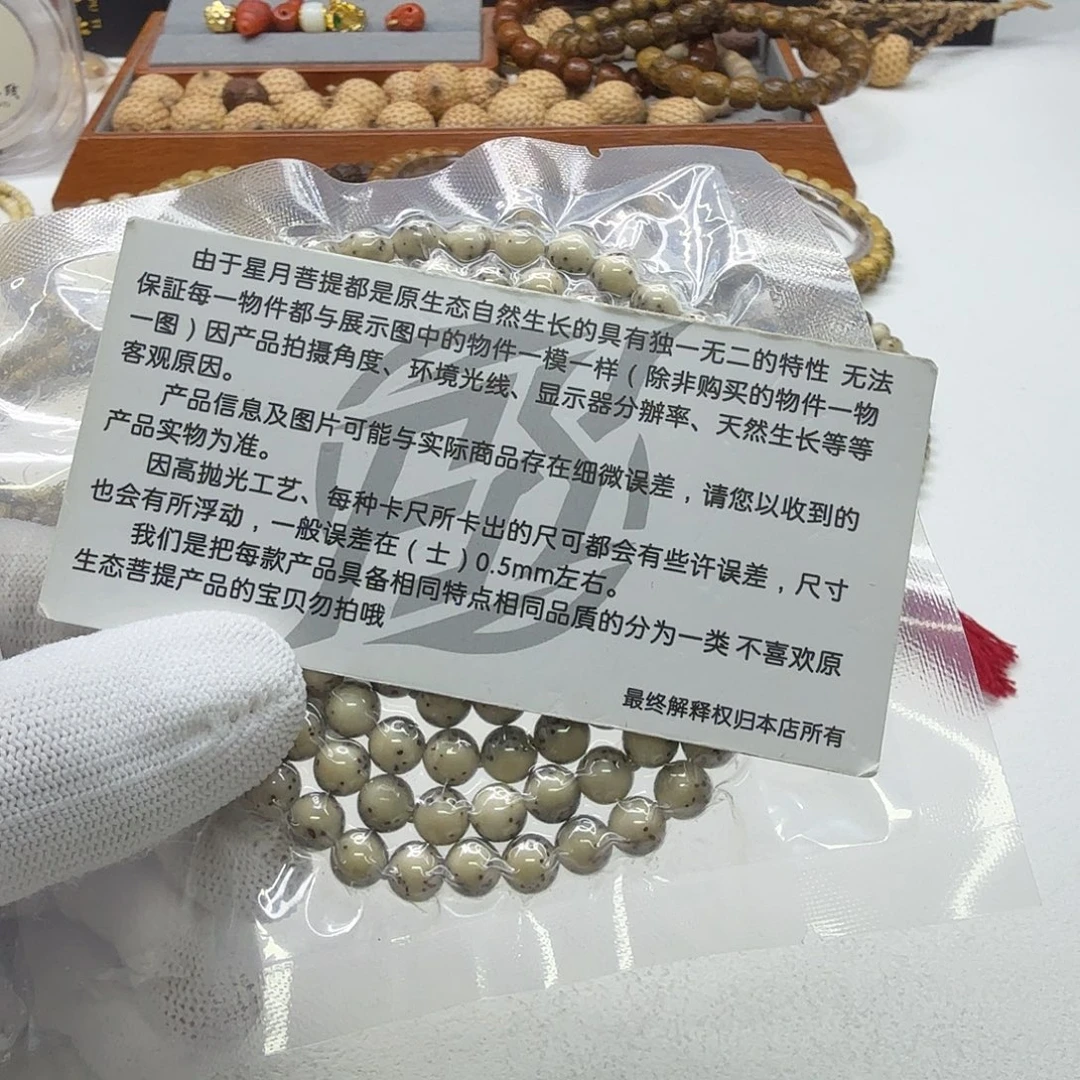 由于星月菩提都是原生态自然生长的具有独一无二的特性 无法
保証每一物件都与展示图中的物件一模一样（除非购买的物件一物
一图）因产品拍摄角度、环境光线、显示器分辦率、天然生长等等
客观原因。
产品信息及图片可能与实际商品存在细微误差，请您以收到的
产品实物为准。
因高抛光工艺、每种卡尺所卡出的尺可都会有些许误差，尺寸
也会有所浮动，一般误差在（士）0.5mm左右。
我们是把每款产品具备相同特点相同品質的分为一类 不喜欢原
生态菩提产品的宝贝勿拍哦
最终解释权归本店所有